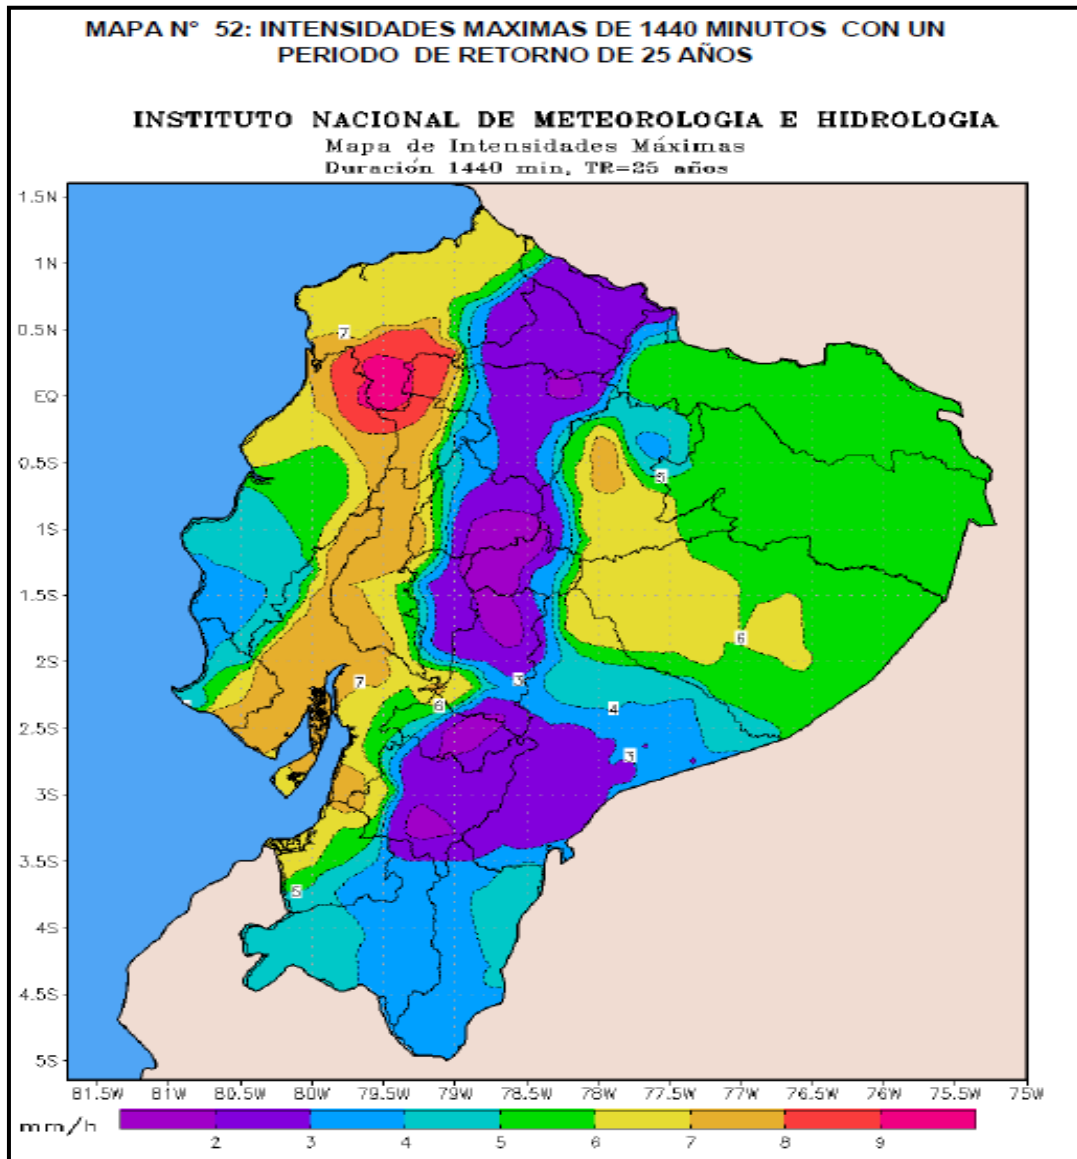 MAPA N° 52: INTENSIDADES MAXIMAS DE 1440 MINUTOS CON UN
PERIODO DE RETORNO DE 25 AÑOS
INSTITUTO NACIONAL DE METEOROLOGIA E HIDROLOGIA
Mapa de Intensidades Máximas
Duración 1440 min, TR=25 años
1.5N
1N
0.5N
EQ
0.5S
1S
1.5S
2S
2.5S
3S
3.5S
4S
4.5S
5S
7
5
6
3
7
6
4
3
5
81.5W 81W 80.5W 80W 79.5W 79W 78.5W 78W 77.5W 77W 76.5W 76W 75.5W 75W
mm/h
2 3 4 5 6 7 8 9